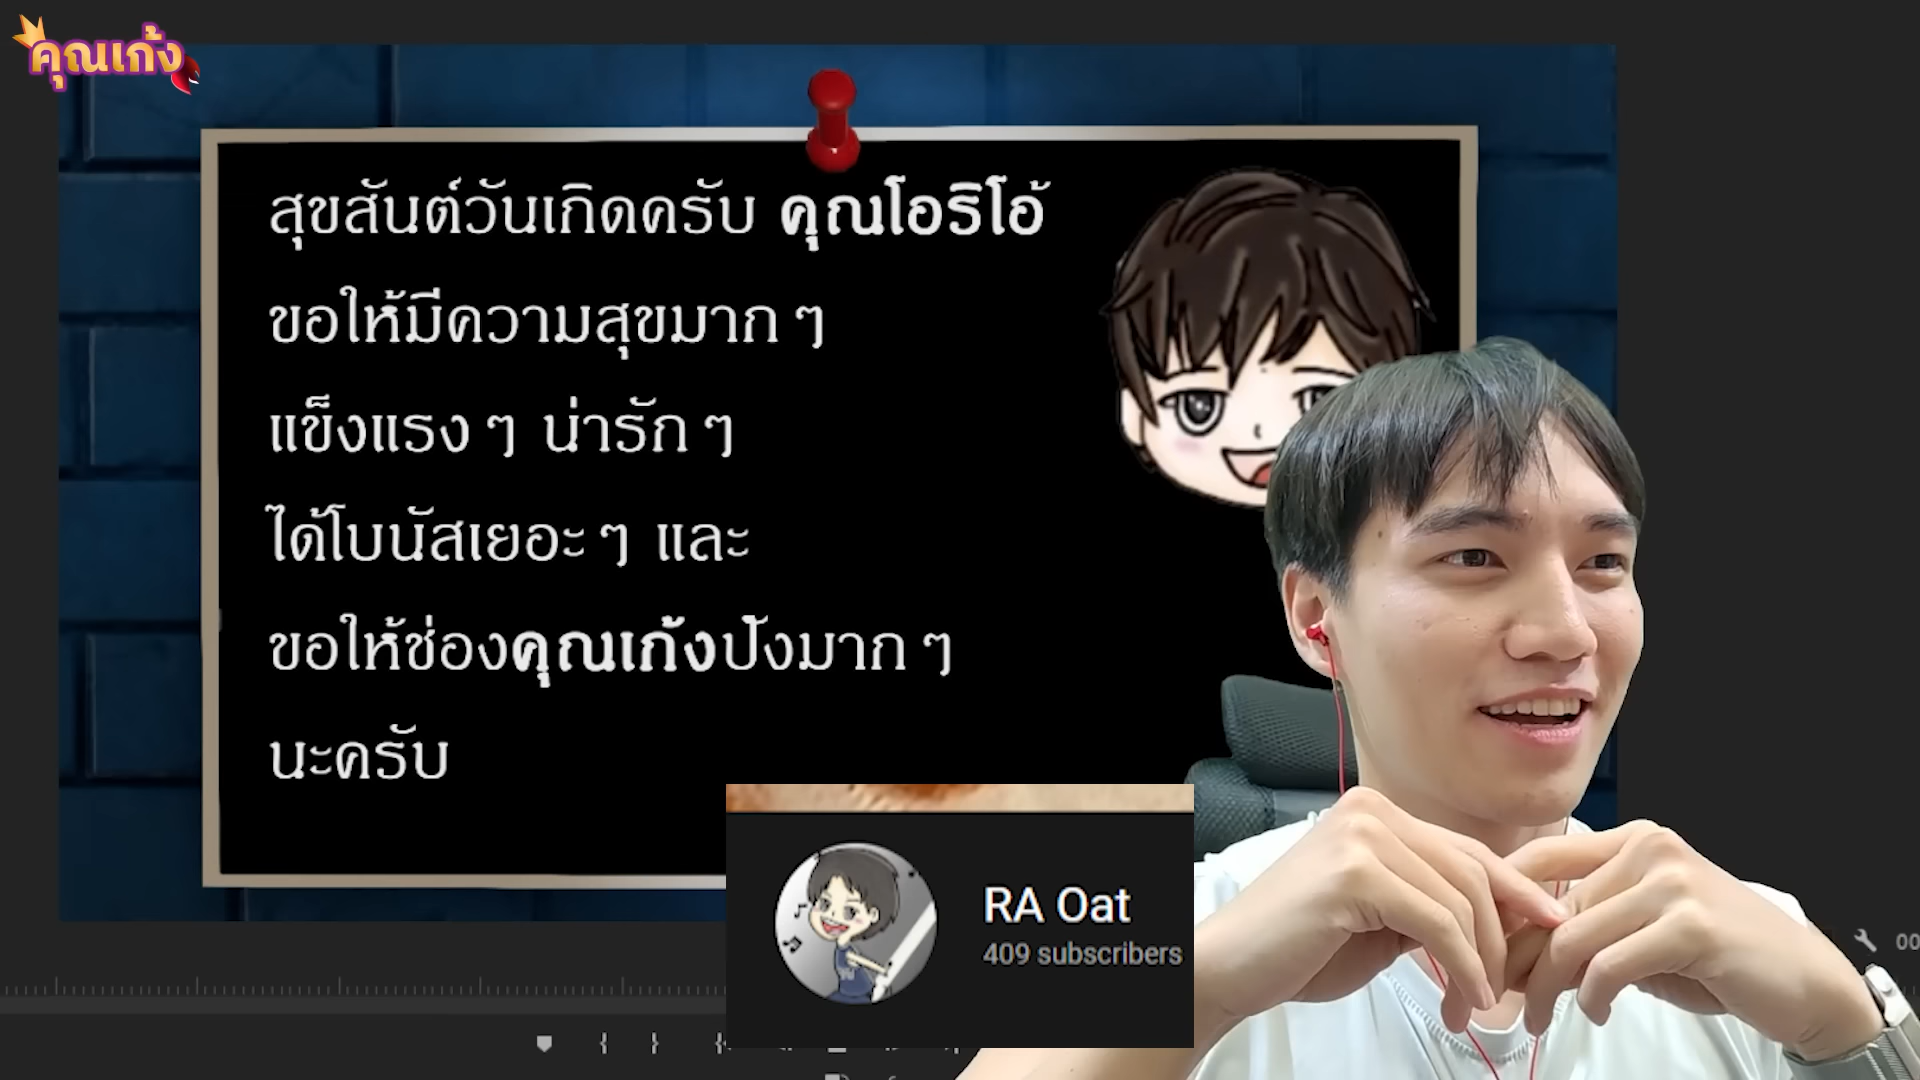 คุณเก้ง
สุขสันต์วันเกิดครับ คุณโอริโอ้
ขอให้มีความสุขมาก ๆ
แข็งแรง ๆ น่ารัก ๆ
ได้โบนัสเยอะ ๆ และ
ขอให้ช่องคุณเก้งปังมาก ๆ
นะครับ
RA Oat
409 subscribers
00